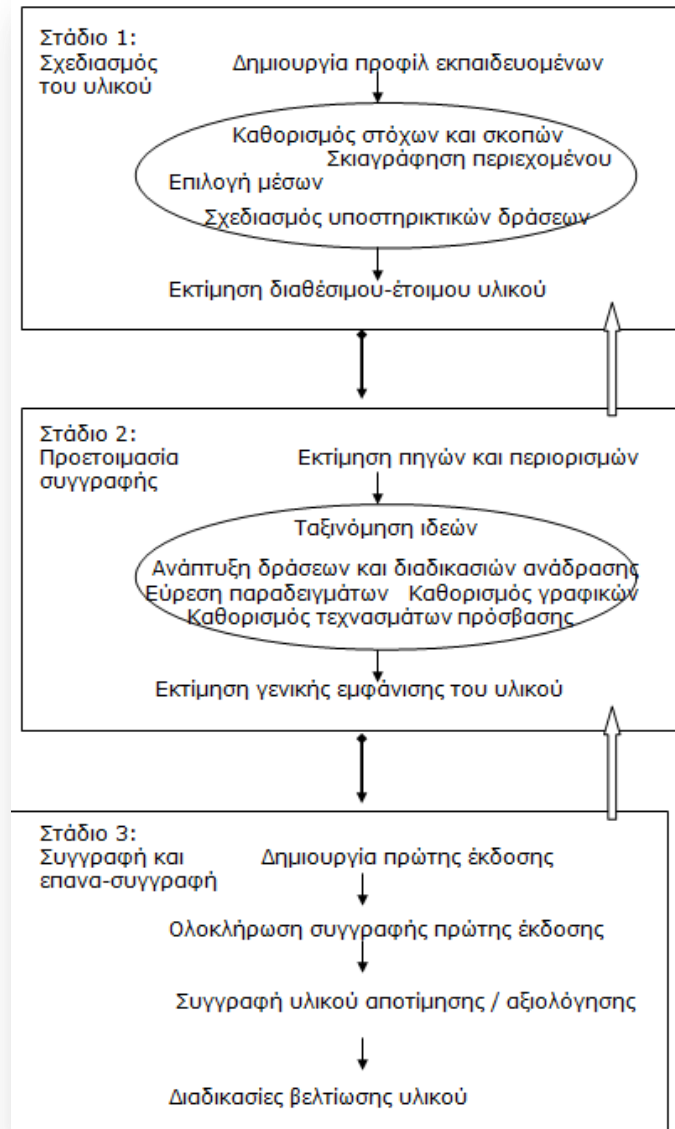 Στάδιο 1:
Σχεδιασμός
του υλικού
Δημιουργία προφίλ εκπαιδευομένων
Καθορισμός στόχων και σκοπών
Σκιαγράφηση περιεχομένου
Επιλογή μέσων
Σχεδιασμός υποστηρικτικών δράσεων
Εκτίμηση διαθέσιμου-έτοιμου υλικού
Στάδιο 2:
Προετοιμασία
συγγραφής
Εκτίμηση πηγών και περιορισμών
Ταξινόμηση ιδεών
Ανάπτυξη δράσεων και διαδικασιών ανάδρασης
Εύρεση παραδειγμάτων Καθορισμός γραφικών
Καθορισμός τεχνασμάτων πρόσβασης
Εκτίμηση γενικής εμφάνισης του υλικού
Στάδιο 3:
Συγγραφή και
επανα-συγγραφή
Δημιουργία πρώτης έκδοσης
Ολοκλήρωση συγγραφής πρώτης έκδοσης
Συγγραφή υλικού αποτίμησης / αξιολόγησης
Διαδικασίες βελτίωσης υλικού